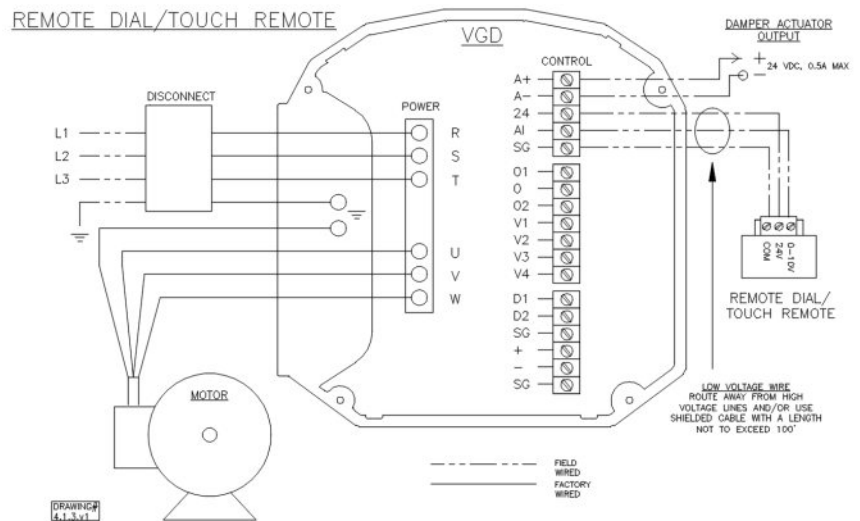 REMOTE DIAL/TOUCH REMOTE
VGD
DAMPER ACTUATOR
OUTPUT
+
-
24 VDC, 0.5A MAX
DISCONNECT
L1
L2
L3
POWER
R
S
T
U
V
W
CONTROL
A+
A-
24
AI
SG
O1
O
O2
V1
V2
V3
V4
D1
D2
SG
+
-
SG
COM
24V
0-10V
REMOTE DIAL/
TOUCH REMOTE
LOW VOLTAGE WIRE
ROUTE AWAY FROM HIGH
VOLTAGE LINES AND/OR USE
SHIELDED CABLE WITH A LENGTH
NOT TO EXCEED 100'
MOTOR
FIELD
WIRED
FACTORY
WIRED
DRAWING#
4.1.3.v1